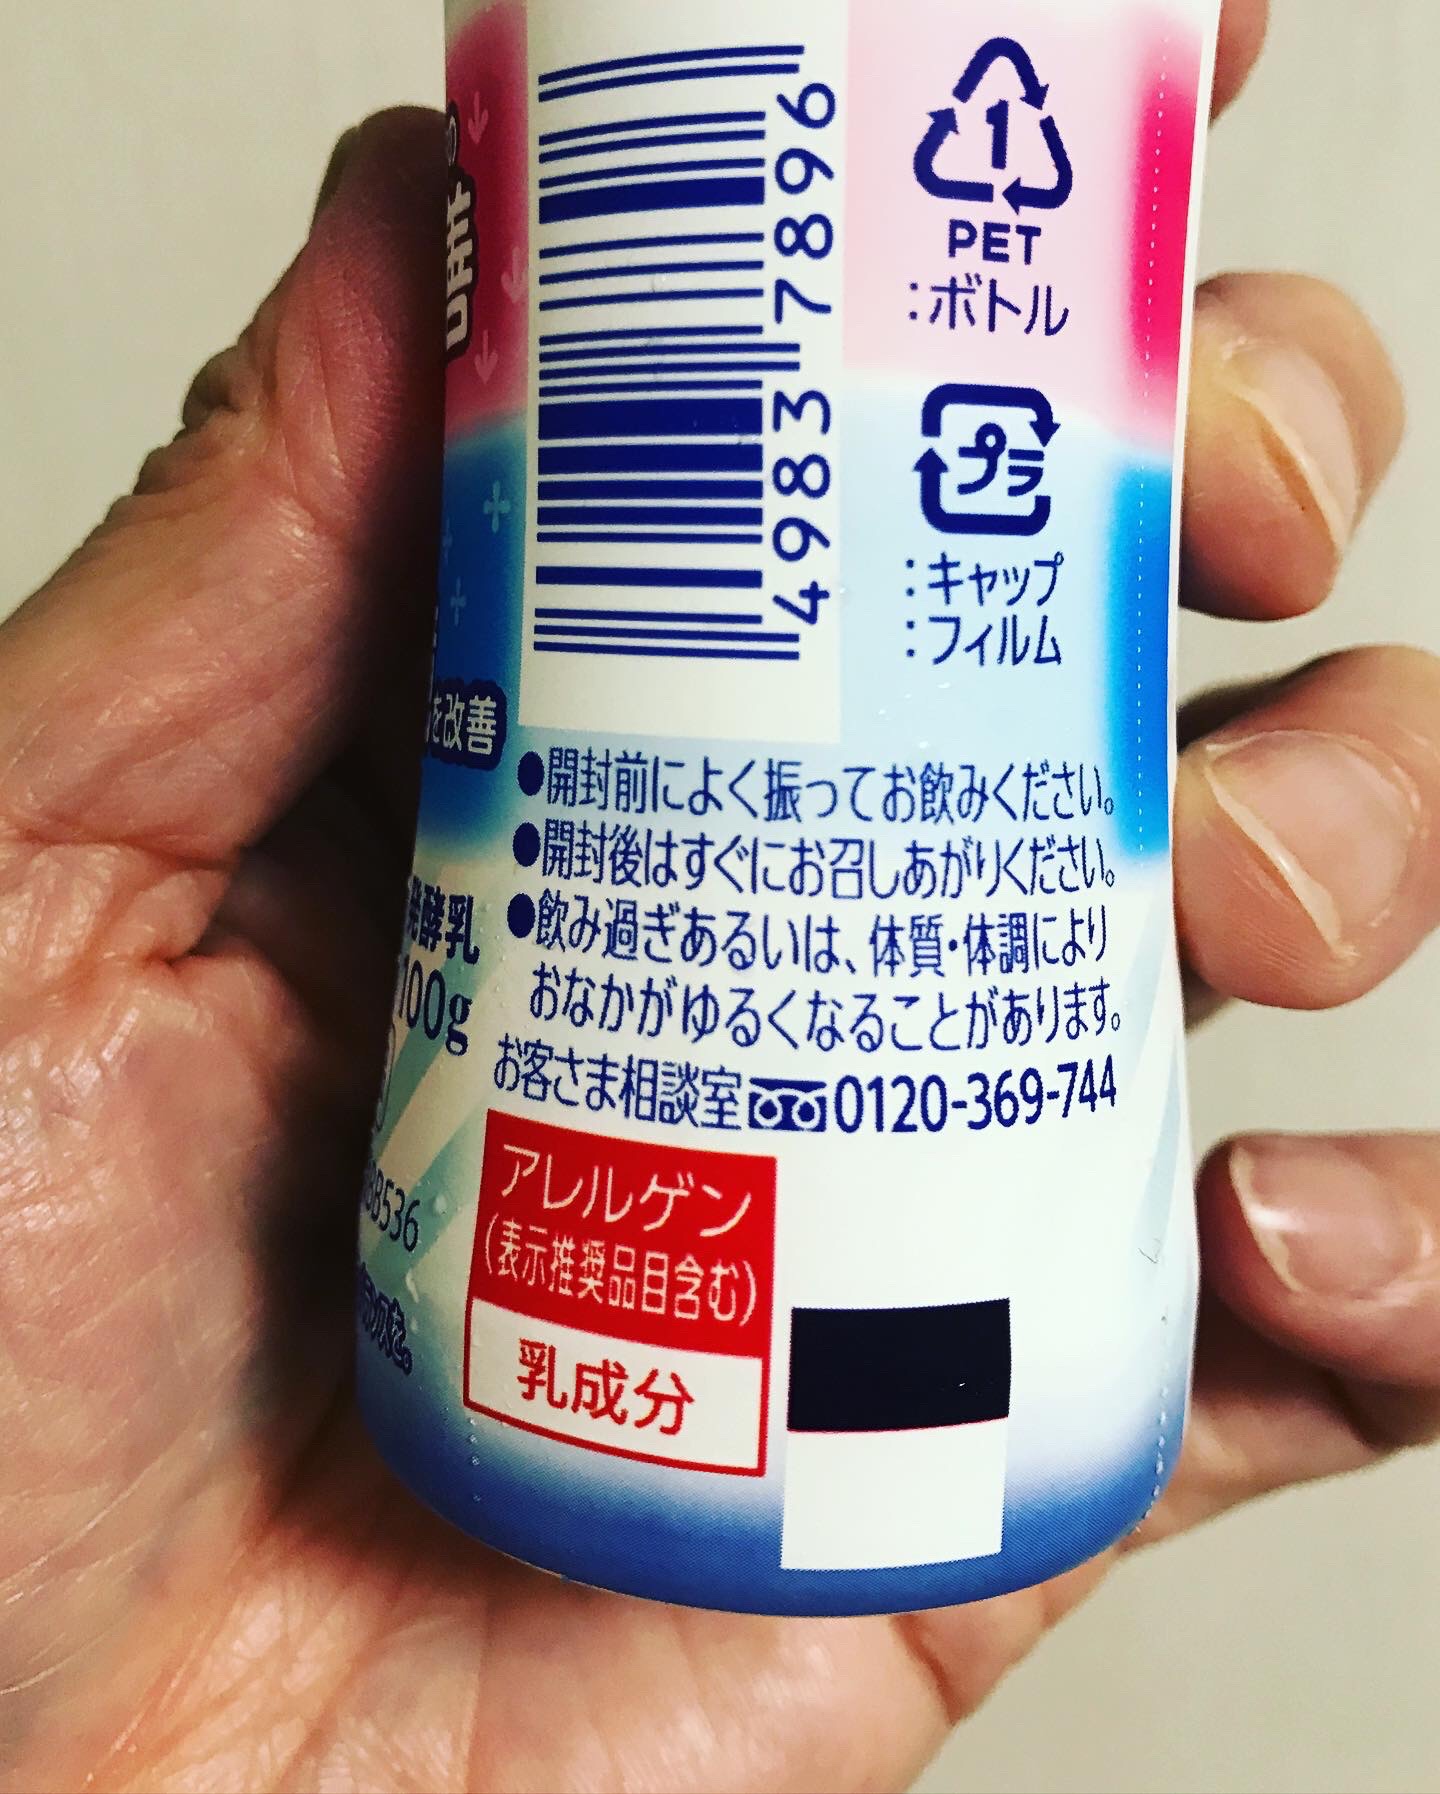 4983 7896
1
PET
:ボトル
プラ
:キャップ
:フィルム
を改善
●開封前によく振ってお飲みください。
●開封後はすぐにお召しあがりください。
●飲み過ぎあるいは、体質・体調により
おなかがゆるくなることがあります。
お客さま相談室 0120-369-744
発酵乳
100g
8536
アレルゲン
(表示推奨品目含む)
乳成分